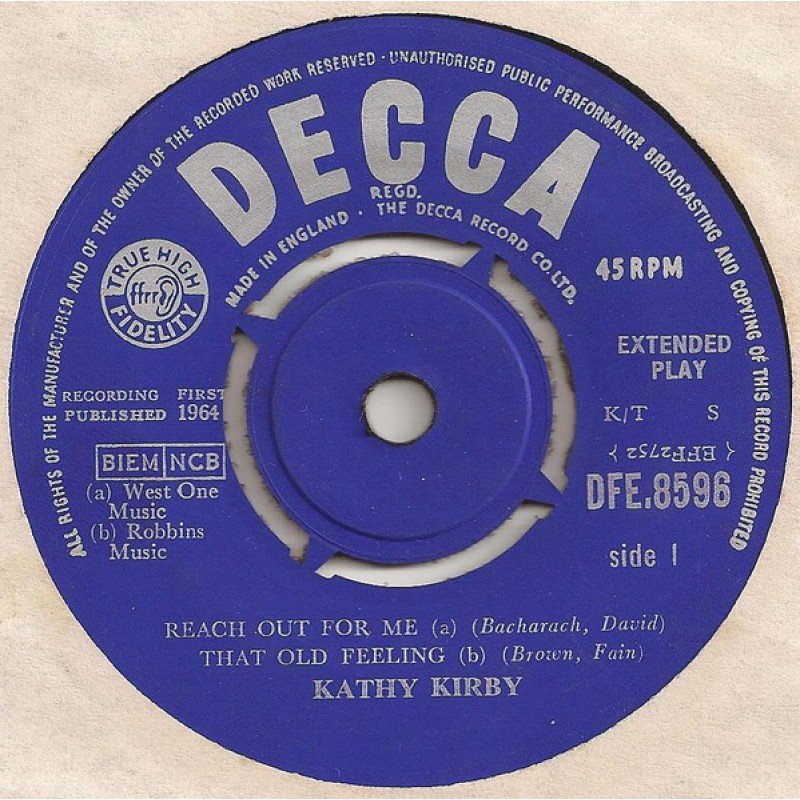 ALL RIGHTS OF THE MANUFACTURER AND OF THE OWNER OF THE RECORDED WORK RESERVED · UNAUTHORISED PUBLIC PERFORMANCE BROADCASTING AND COPYING OF THIS RECORD PROHIBITED
DECCA
REGD.
MADE IN ENGLAND · THE DECCA RECORD CO. LTD.
TRUE HIGH
ffrr
FIDELITY
45 RPM
EXTENDED
PLAY
RECORDING FIRST
PUBLISHED 1964
K/T S
BIEM NCB
{ EFF2752 }
(a) West One
Music
(b) Robbins
Music
DFE.8596
side 1
REACH OUT FOR ME (a) (Bacharach, David)
THAT OLD FEELING (b) (Brown, Fain)
KATHY KIRBY